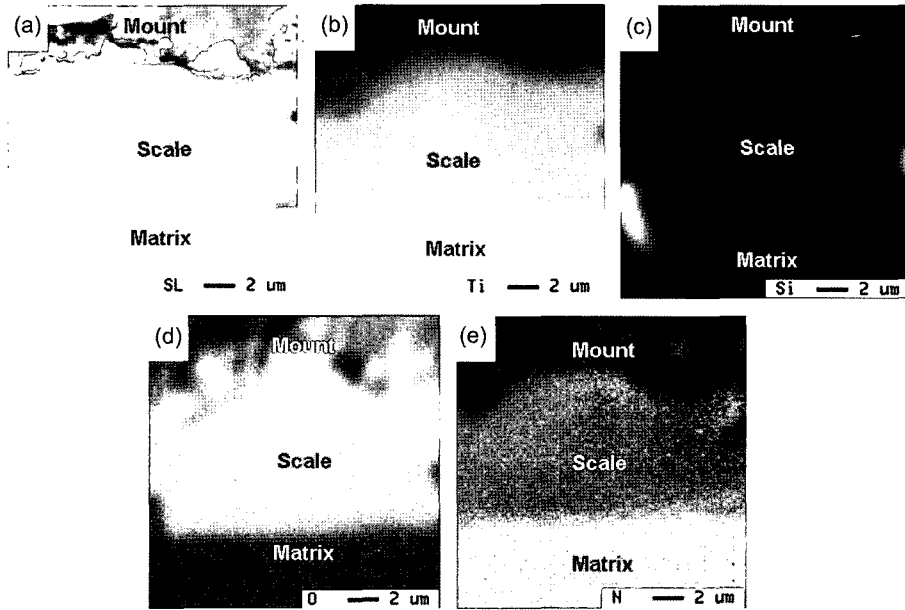 (a) Mount
Scale
Matrix
SL 2 um
(b) Mount
Scale
Matrix
Ti 2 um
(c) Mount
Scale
Matrix
Si 2 um
(d) Mount
Scale
Matrix
O 2 um
(e) Mount
Scale
Matrix
N 2 um